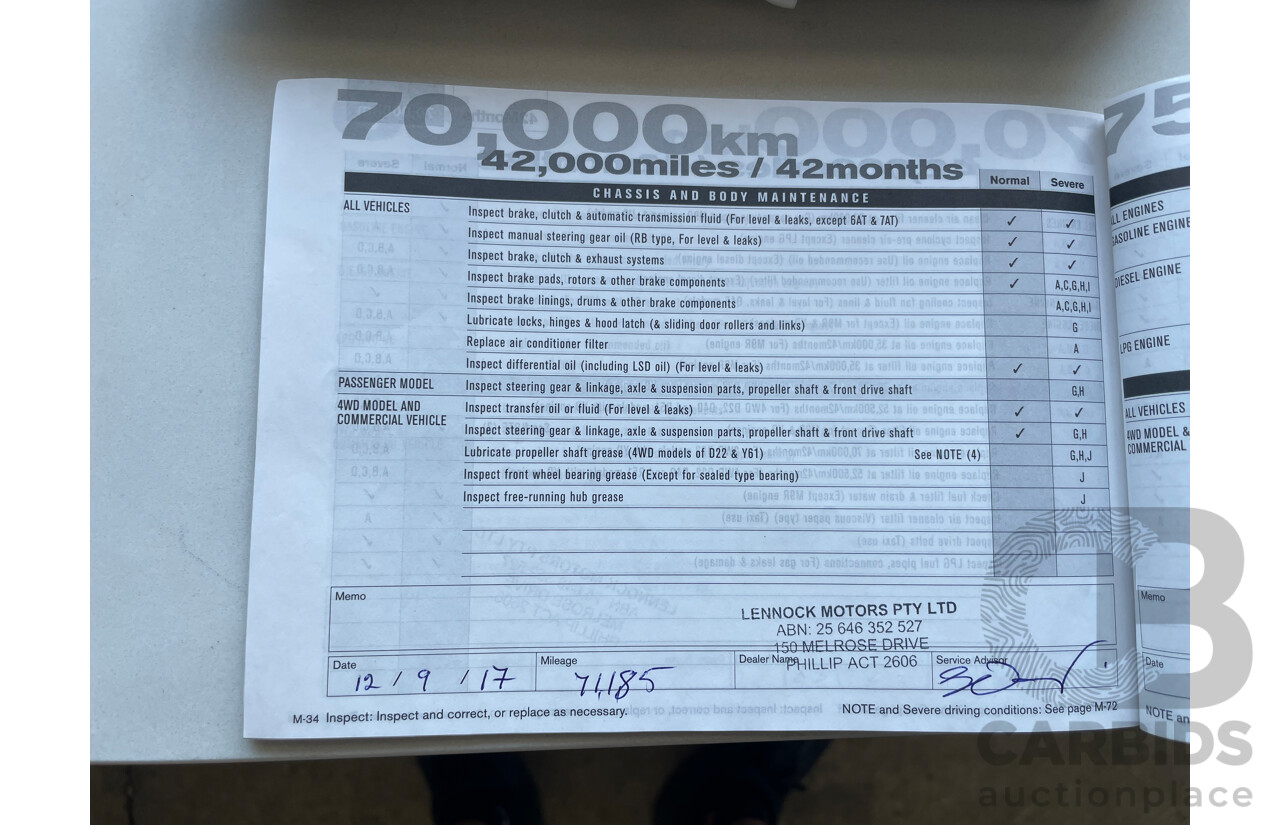 70,000km
42,000miles / 42months
Normal Severe
CHASSIS AND BODY MAINTENANCE
ALL VEHICLES Inspect brake, clutch & automatic transmission fluid (For level & leaks, except 6AT & 7AT) ✓ ✓
Inspect manual steering gear oil (RB type, For level & leaks) ✓ ✓
Inspect brake, clutch & exhaust systems ✓ ✓
Inspect brake pads, rotors & other brake components ✓ A,C,G,H,I
Inspect brake linings, drums & other brake components A,C,G,H,I
Lubricate locks, hinges & hood latch (& sliding door rollers and links) G
Replace air conditioner filter A
Inspect differential oil (including LSD oil) (For level & leaks) ✓ ✓
PASSENGER MODEL Inspect steering gear & linkage, axle & suspension parts, propeller shaft & front drive shaft G,H
4WD MODEL AND COMMERCIAL VEHICLE Inspect transfer oil or fluid (For level & leaks) ✓ ✓
Inspect steering gear & linkage, axle & suspension parts, propeller shaft & front drive shaft ✓ G,H
Lubricate propeller shaft grease (4WD models of D22 & Y61) See NOTE (4) G,H,J
Inspect front wheel bearing grease (Except for sealed type bearing) J
Inspect free-running hub grease J
Memo
LENNOCK MOTORS PTY LTD
ABN: 25 646 352 527
150 MELROSE DRIVE
PHILLIP ACT 2606
Date 12 / 9 / 17
Mileage 71,185
Dealer Name
Service Advisor
M-34 Inspect: Inspect and correct, or replace as necessary.
NOTE and Severe driving conditions: See page M-72
75
ALL ENGINES
GASOLINE ENGINE
DIESEL ENGINE
LPG ENGINE
ALL VEHICLES
4WD MODEL &
COMMERCIAL
Memo
Date
NOTE an
CARBIDS
auctionplace